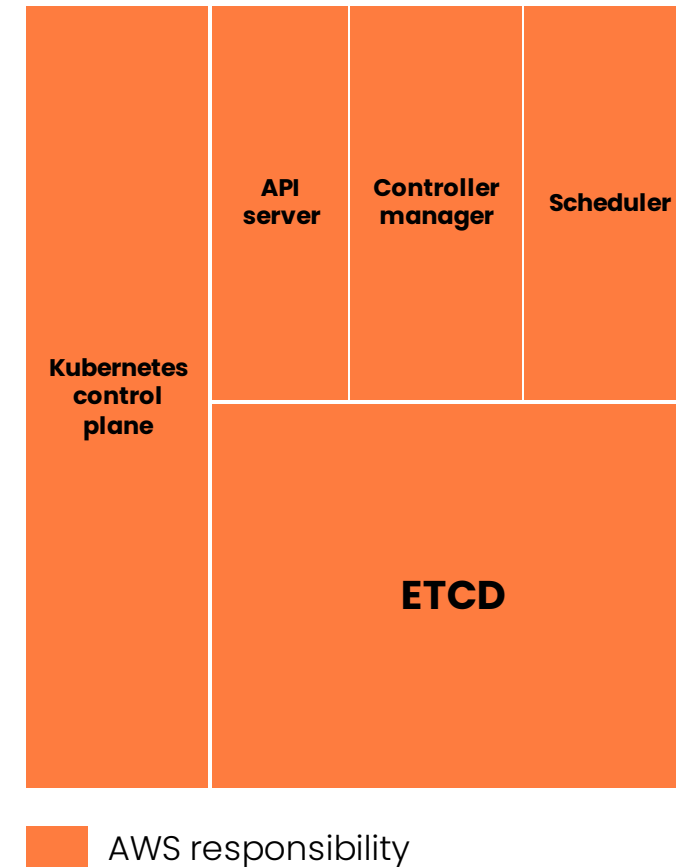 API
server
Controller
manager
Scheduler
Kubernetes
control
plane
ETCD
AWS responsibility